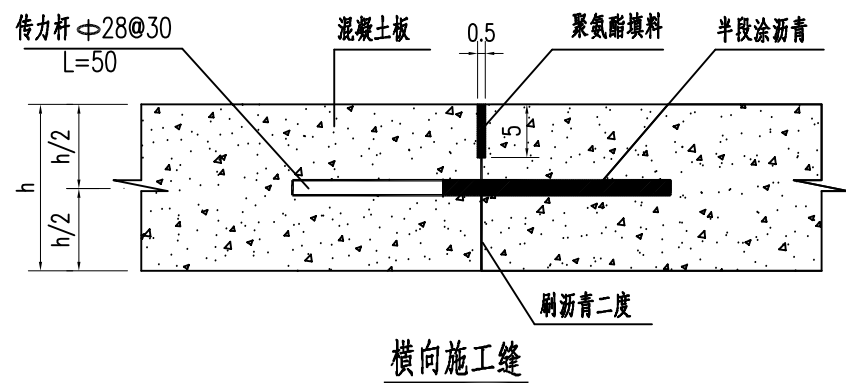 传力杆 ϕ28@30
L=50
混凝土板
0.5
聚氨酯填料
半段涂沥青
5
h
h/2
h/2
刷沥青二度
横向施工缝